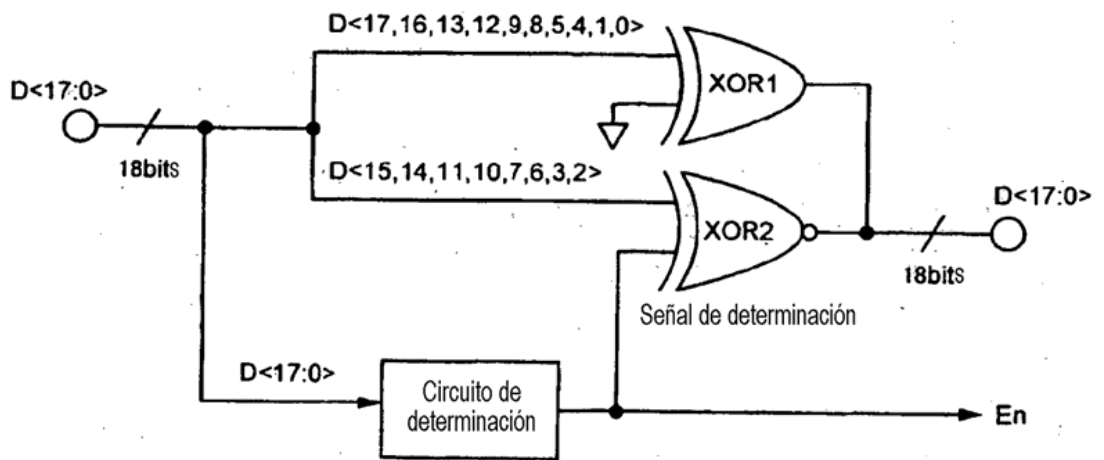 D<17,16,13,12,9,8,5,4,1,0>
XOR1
D<17:0>
18bits
D<15,14,11,10,7,6,3,2>
XOR2
D<17:0>
18bits
Señal de determinación
D<17:0>
Circuito de
determinación
En